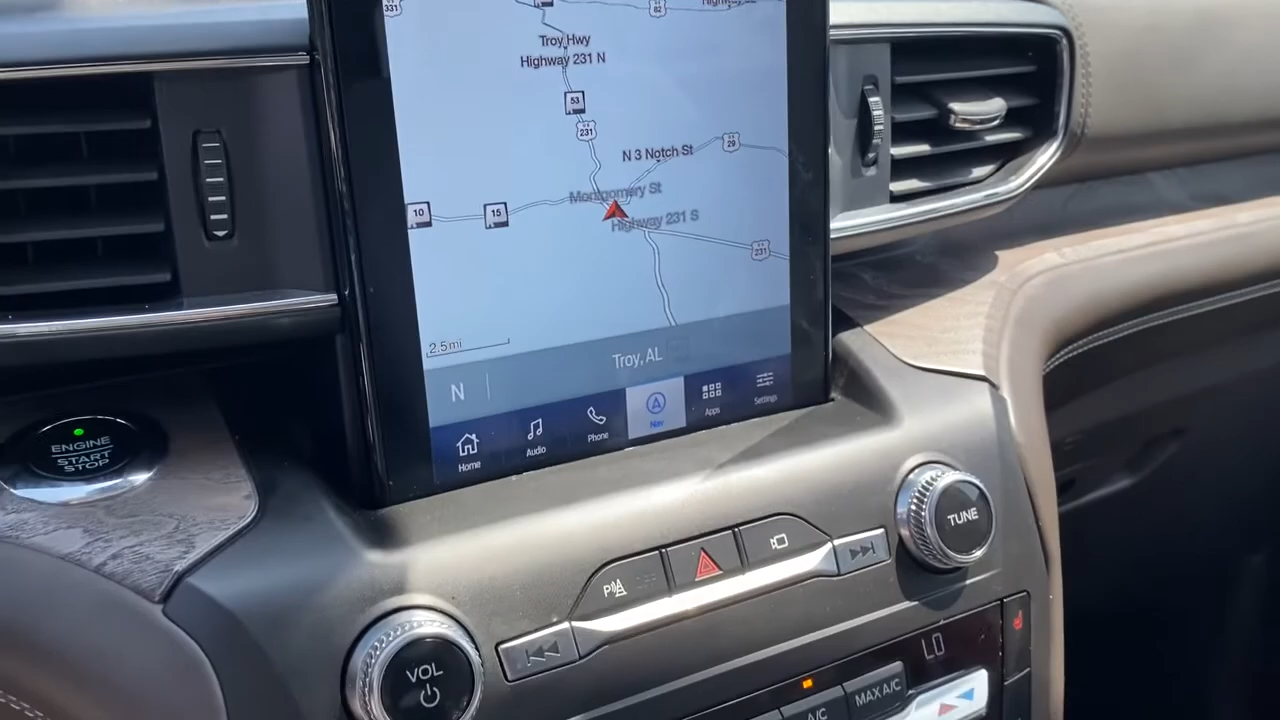 331
82
Troy Hwy
Highway 231 N
53
231
N 3 Notch St
29
Montgomery St
10
15
Highway 231 S
231
2.5mi
Troy, AL
N
Home
Audio
Phone
Nav
Apps
Settings
ENGINE
START
STOP
TUNE
P
VOL
LO
A/C
MAX A/C